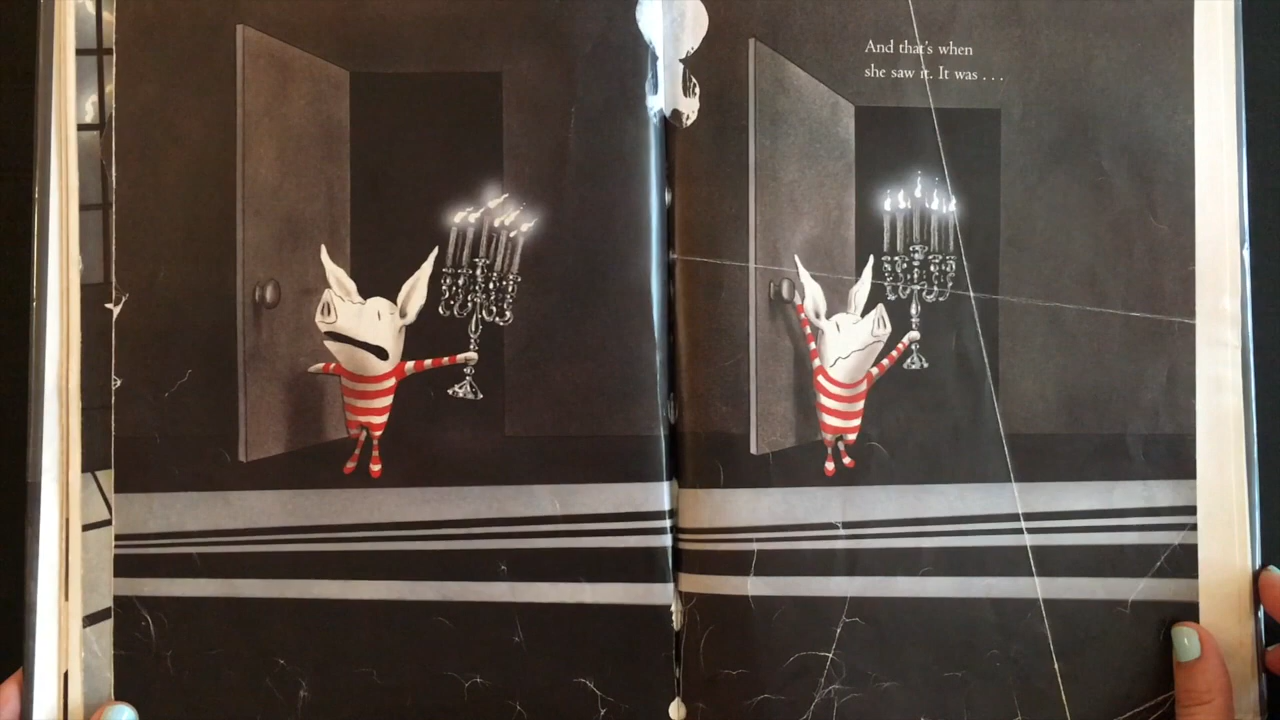 And that's when
she saw it. It was . . .